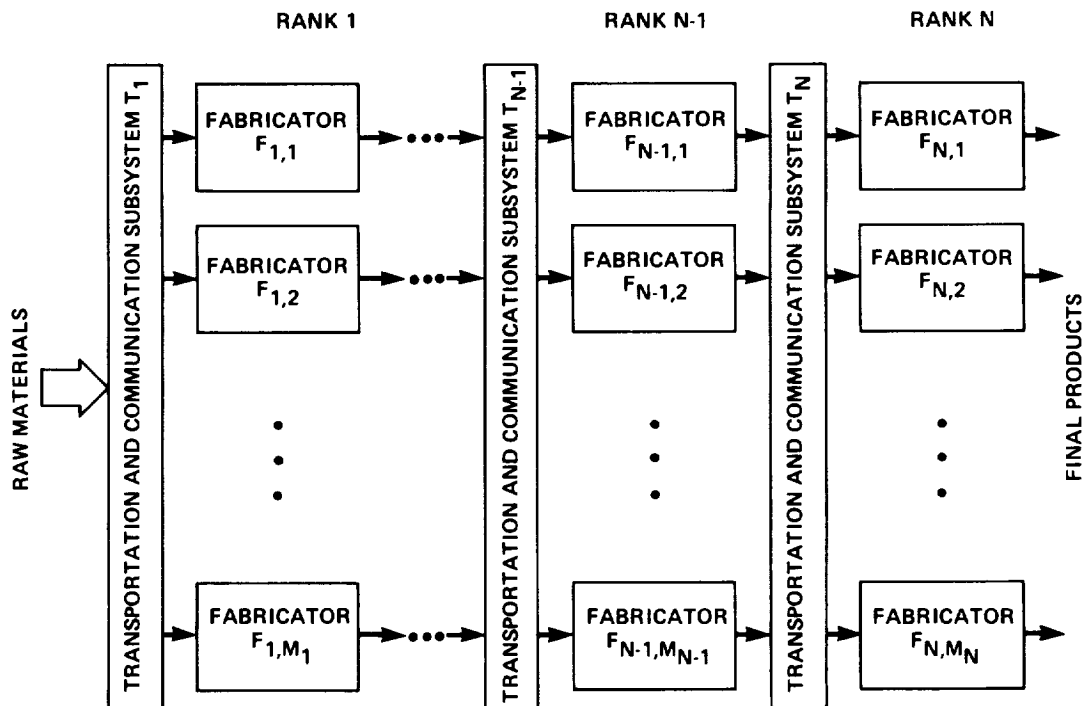 RANK 1
RANK N-1
RANK N
RAW MATERIALS
TRANSPORTATION AND COMMUNICATION SUBSYSTEM T1
FABRICATOR
F1,1
FABRICATOR
F1,2
FABRICATOR
F1,M1
TRANSPORTATION AND COMMUNICATION SUBSYSTEM TN-1
FABRICATOR
FN-1,1
FABRICATOR
FN-1,2
FABRICATOR
FN-1,MN-1
TRANSPORTATION AND COMMUNICATION SUBSYSTEM TN
FABRICATOR
FN,1
FABRICATOR
FN,2
FABRICATOR
FN,MN
FINAL PRODUCTS